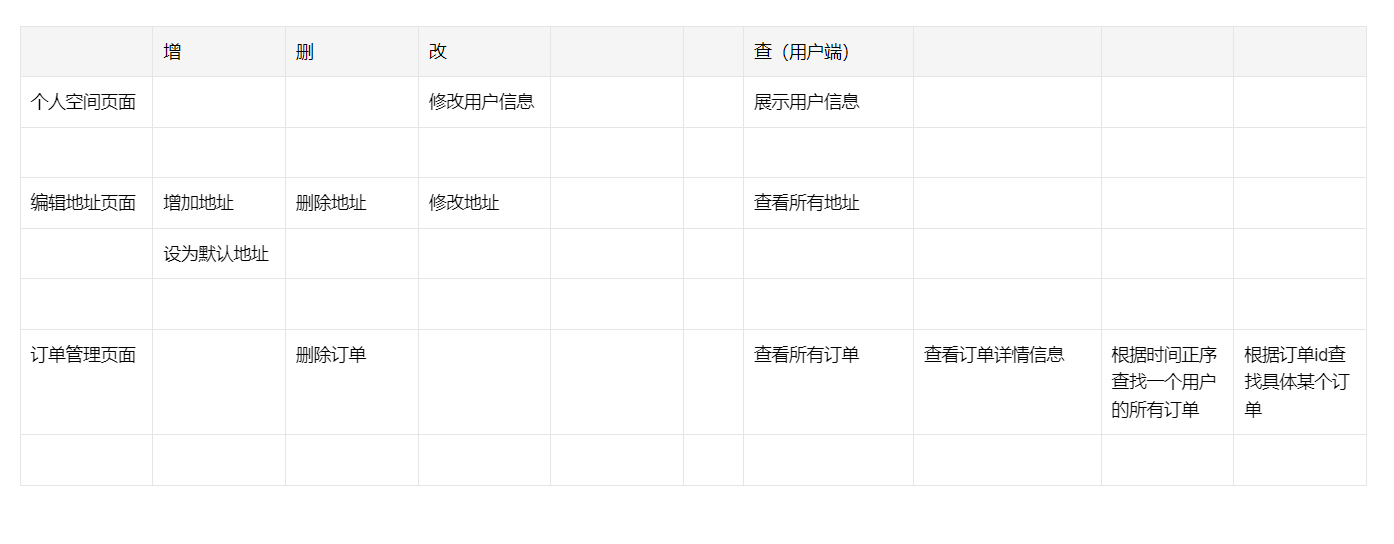 增 删 改 查（用户端）
个人空间页面 修改用户信息 展示用户信息
编辑地址页面 增加地址 删除地址 修改地址 查看所有地址
设为默认地址
订单管理页面 删除订单 查看所有订单 查看订单详情信息 根据时间正序 根据订单id查
查找一个用户 找具体某个订
的所有订单 单